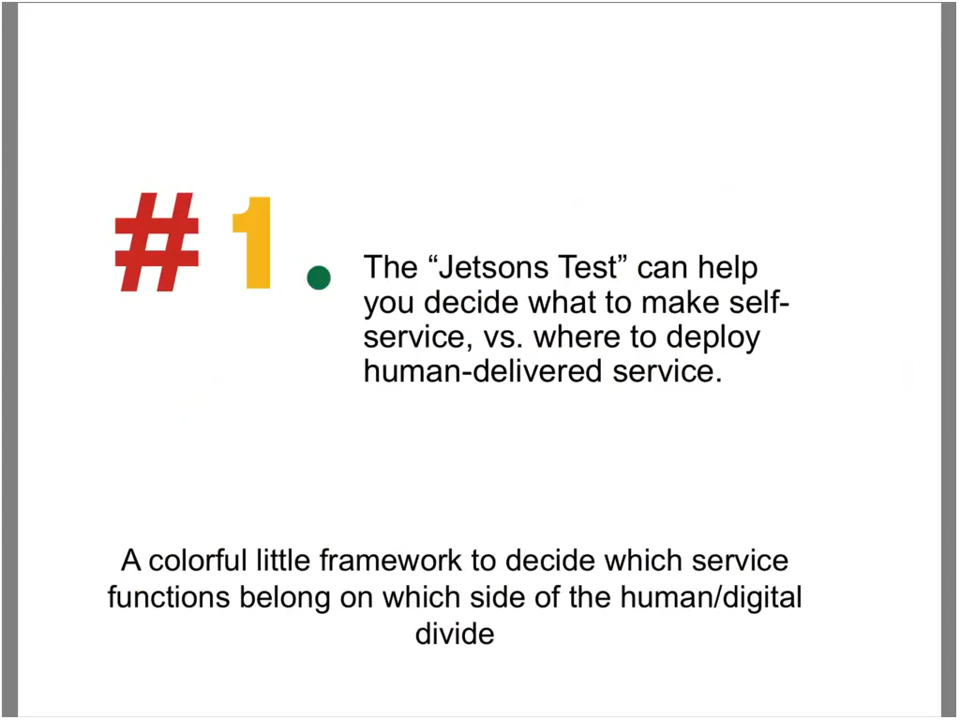 #1.
The “Jetsons Test” can help
you decide what to make self-
service, vs. where to deploy
human-delivered service.
A colorful little framework to decide which service
functions belong on which side of the human/digital
divide